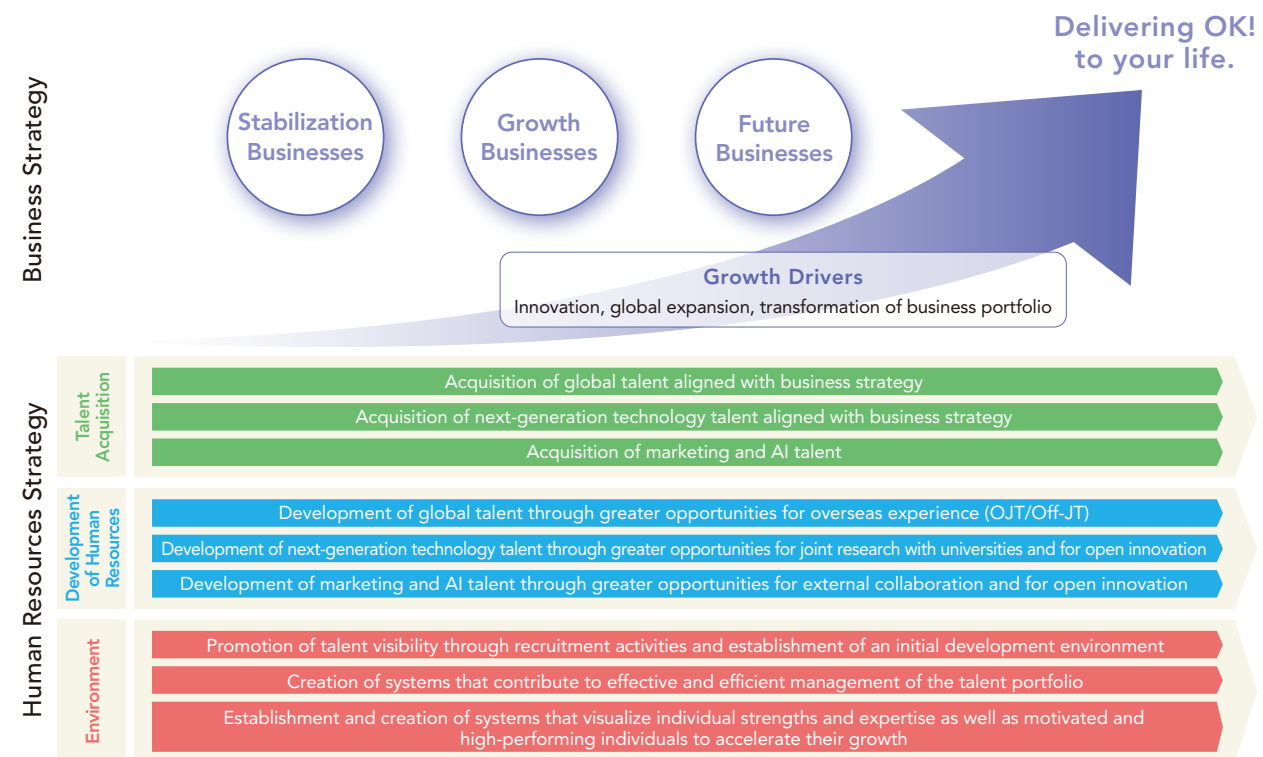 Delivering OK!
to your life.
Business Strategy
Stabilization
Businesses
Growth
Businesses
Future
Businesses
Growth Drivers
Innovation, global expansion, transformation of business portfolio
Human Resources Strategy
Talent
Acquisition
Acquisition of global talent aligned with business strategy
Acquisition of next-generation technology talent aligned with business strategy
Acquisition of marketing and AI talent
Development
of Human
Resources
Development of global talent through greater opportunities for overseas experience (OJT/Off-JT)
Development of next-generation technology talent through greater opportunities for joint research with universities and for open innovation
Development of marketing and AI talent through greater opportunities for external collaboration and for open innovation
Environment
Promotion of talent visibility through recruitment activities and establishment of an initial development environment
Creation of systems that contribute to effective and efficient management of the talent portfolio
Establishment and creation of systems that visualize individual strengths and expertise as well as motivated and
high-performing individuals to accelerate their growth